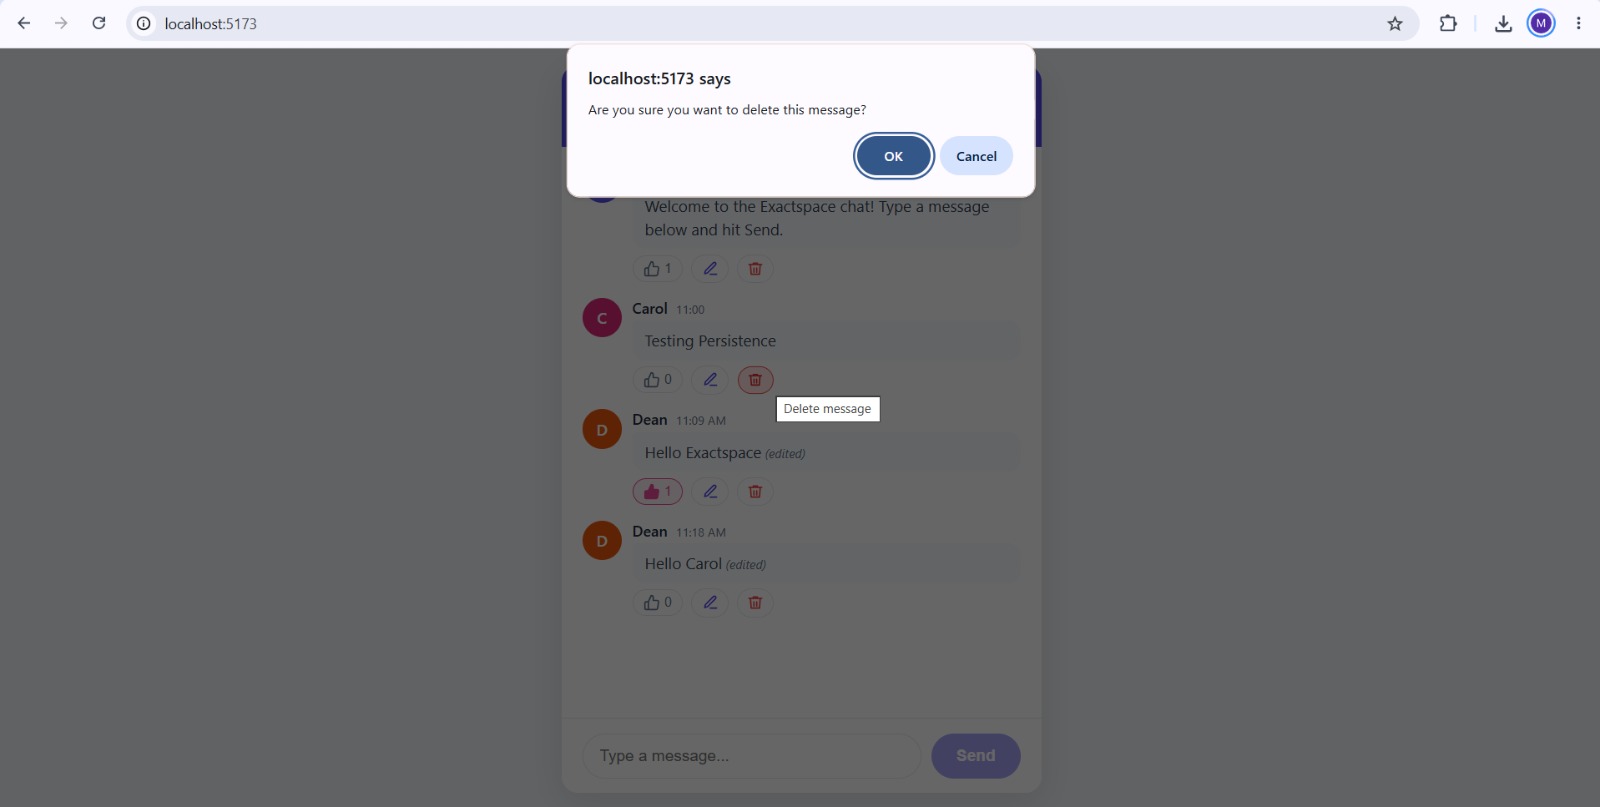 localhost:5173
M
localhost:5173 says
Are you sure you want to delete this message?
OK
Cancel
Welcome to the Exactspace chat! Type a message
below and hit Send.
1
C
Carol 11:00
Testing Persistence
0
Delete message
D
Dean 11:09 AM
Hello Exactspace (edited)
1
D
Dean 11:18 AM
Hello Carol (edited)
0
Type a message...
Send